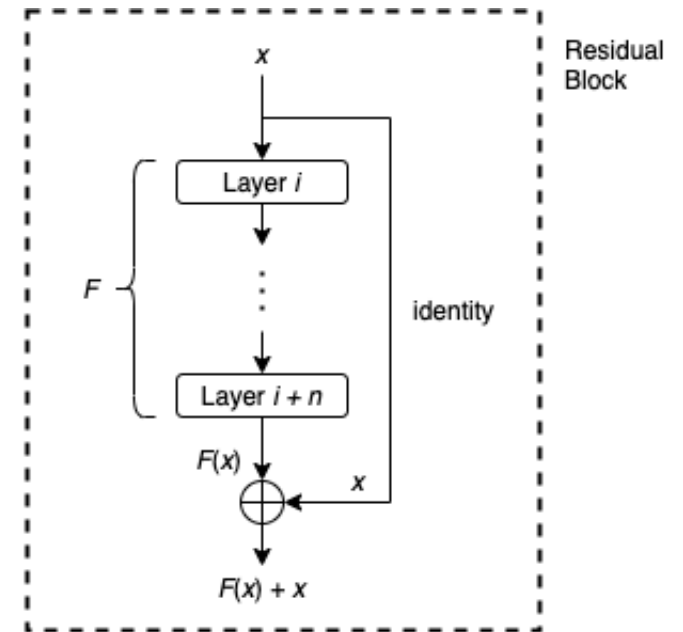 x
Residual
Block
Layer i
F
⋮
identity
Layer i + n
F(x)
x
F(x) + x